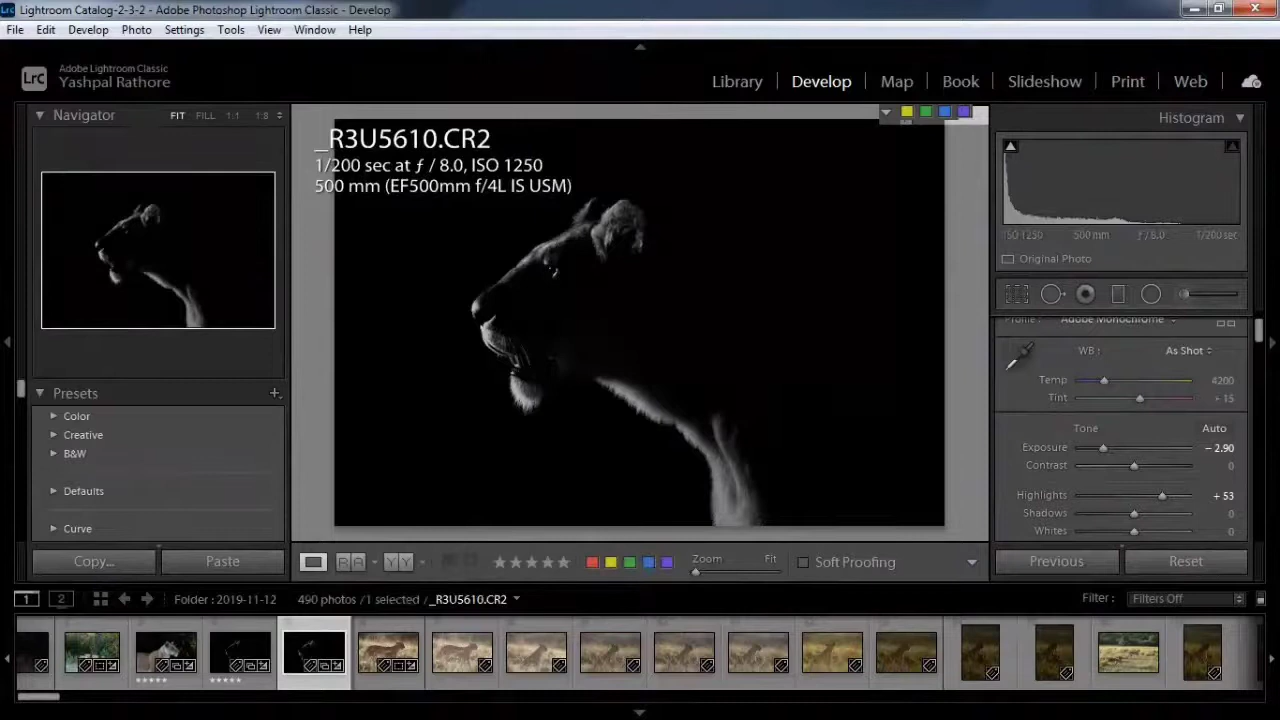 Lightroom Catalog-2-3-2 - Adobe Photoshop Lightroom Classic - Develop
File Edit Develop Photo Settings Tools View Window Help
LrC
Adobe Lightroom Classic
Yashpal Rathore
Library Develop Map Book Slideshow Print Web
Navigator FIT FILL 1:1 1:8
_R3U5610.CR2
1/200 sec at ƒ / 8.0, ISO 1250
500 mm (EF500mm f/4L IS USM)
Histogram
ISO 1250 500 mm ƒ / 8.0 1/200 sec
Original Photo
Profile : Adobe Monochrome
WB : As Shot
Temp 4200
Tint + 15
Tone Auto
Exposure − 2.90
Contrast 0
Highlights + 53
Shadows 0
Whites 0
Presets +
Color
Creative
B&W
Defaults
Curve
Copy... Paste
R A Y Y
Zoom Fit
Soft Proofing
Previous Reset
1 2 Folder : 2019-11-12 490 photos / 1 selected / _R3U5610.CR2
Filter : Filters Off